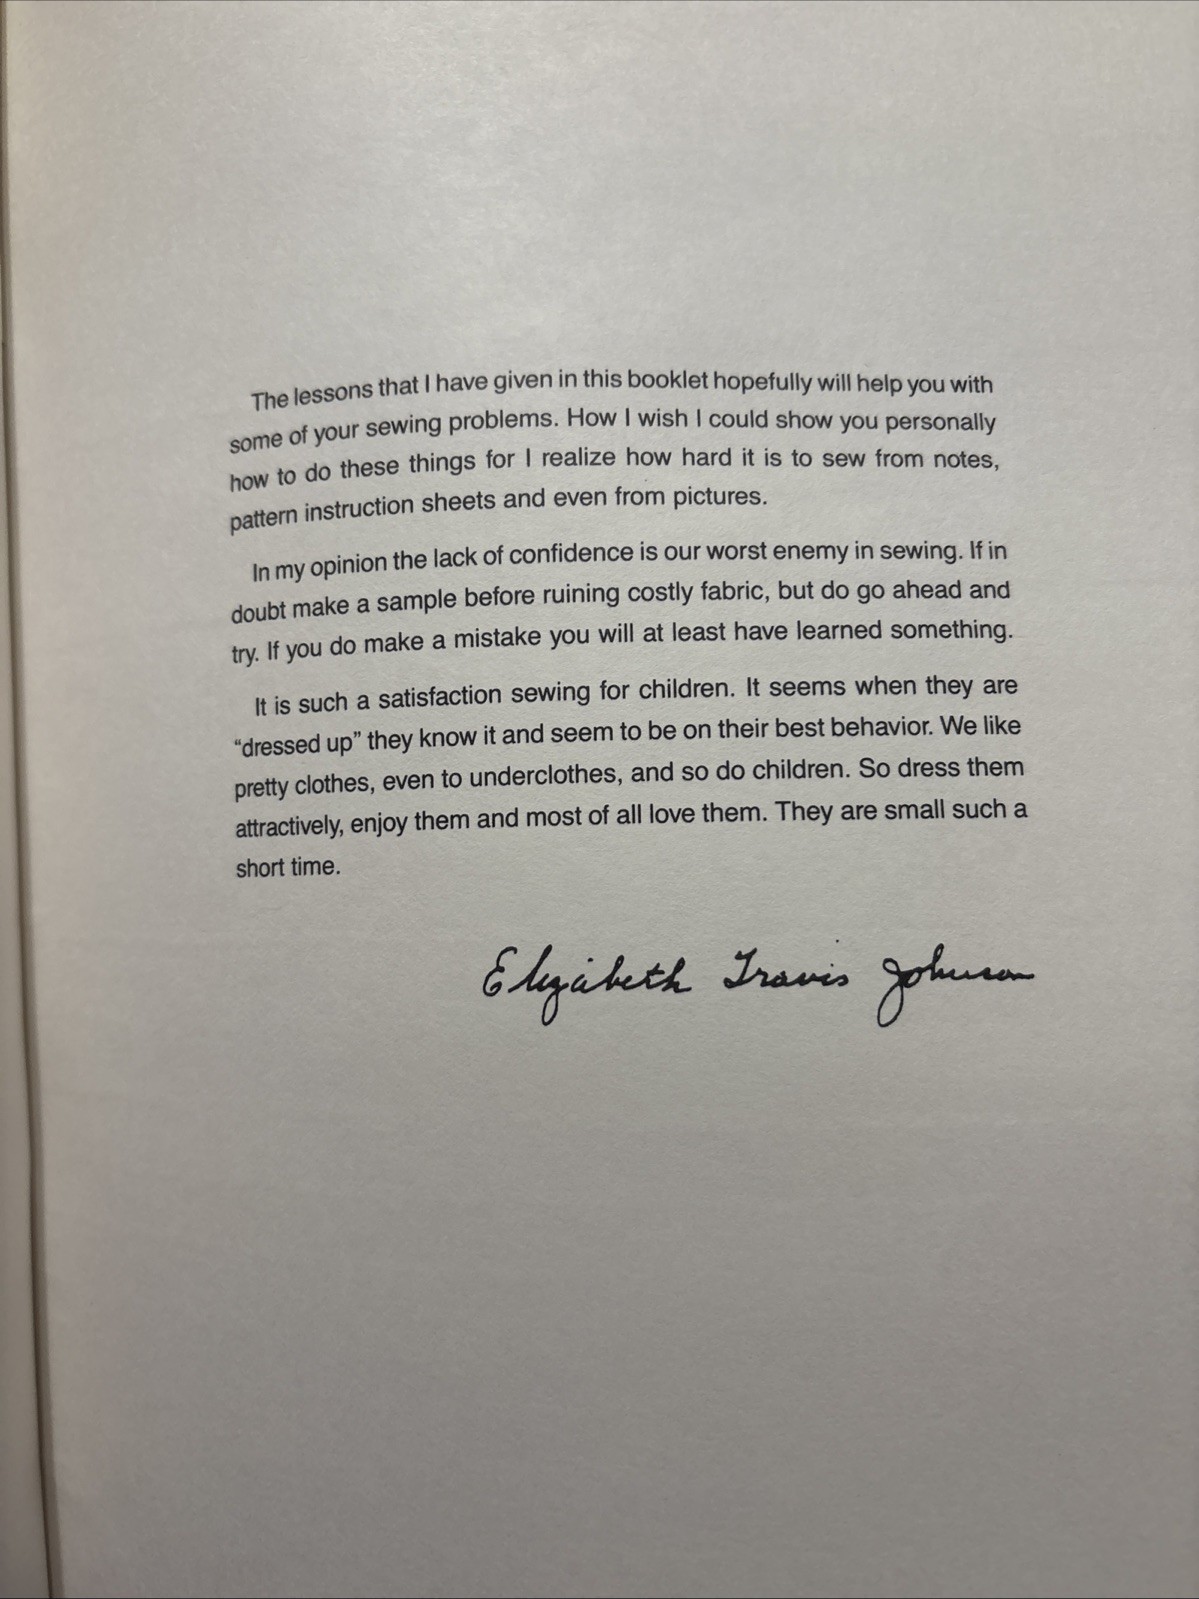 The lessons that I have given in this booklet hopefully will help you with
some of your sewing problems. How I wish I could show you personally
how to do these things for I realize how hard it is to sew from notes,
pattern instruction sheets and even from pictures.
In my opinion the lack of confidence is our worst enemy in sewing. If in
doubt make a sample before ruining costly fabric, but do go ahead and
try. If you do make a mistake you will at least have learned something.
It is such a satisfaction sewing for children. It seems when they are
“dressed up” they know it and seem to be on their best behavior. We like
pretty clothes, even to underclothes, and so do children. So dress them
attractively, enjoy them and most of all love them. They are small such a
short time.
Elizabeth Travis Johnson